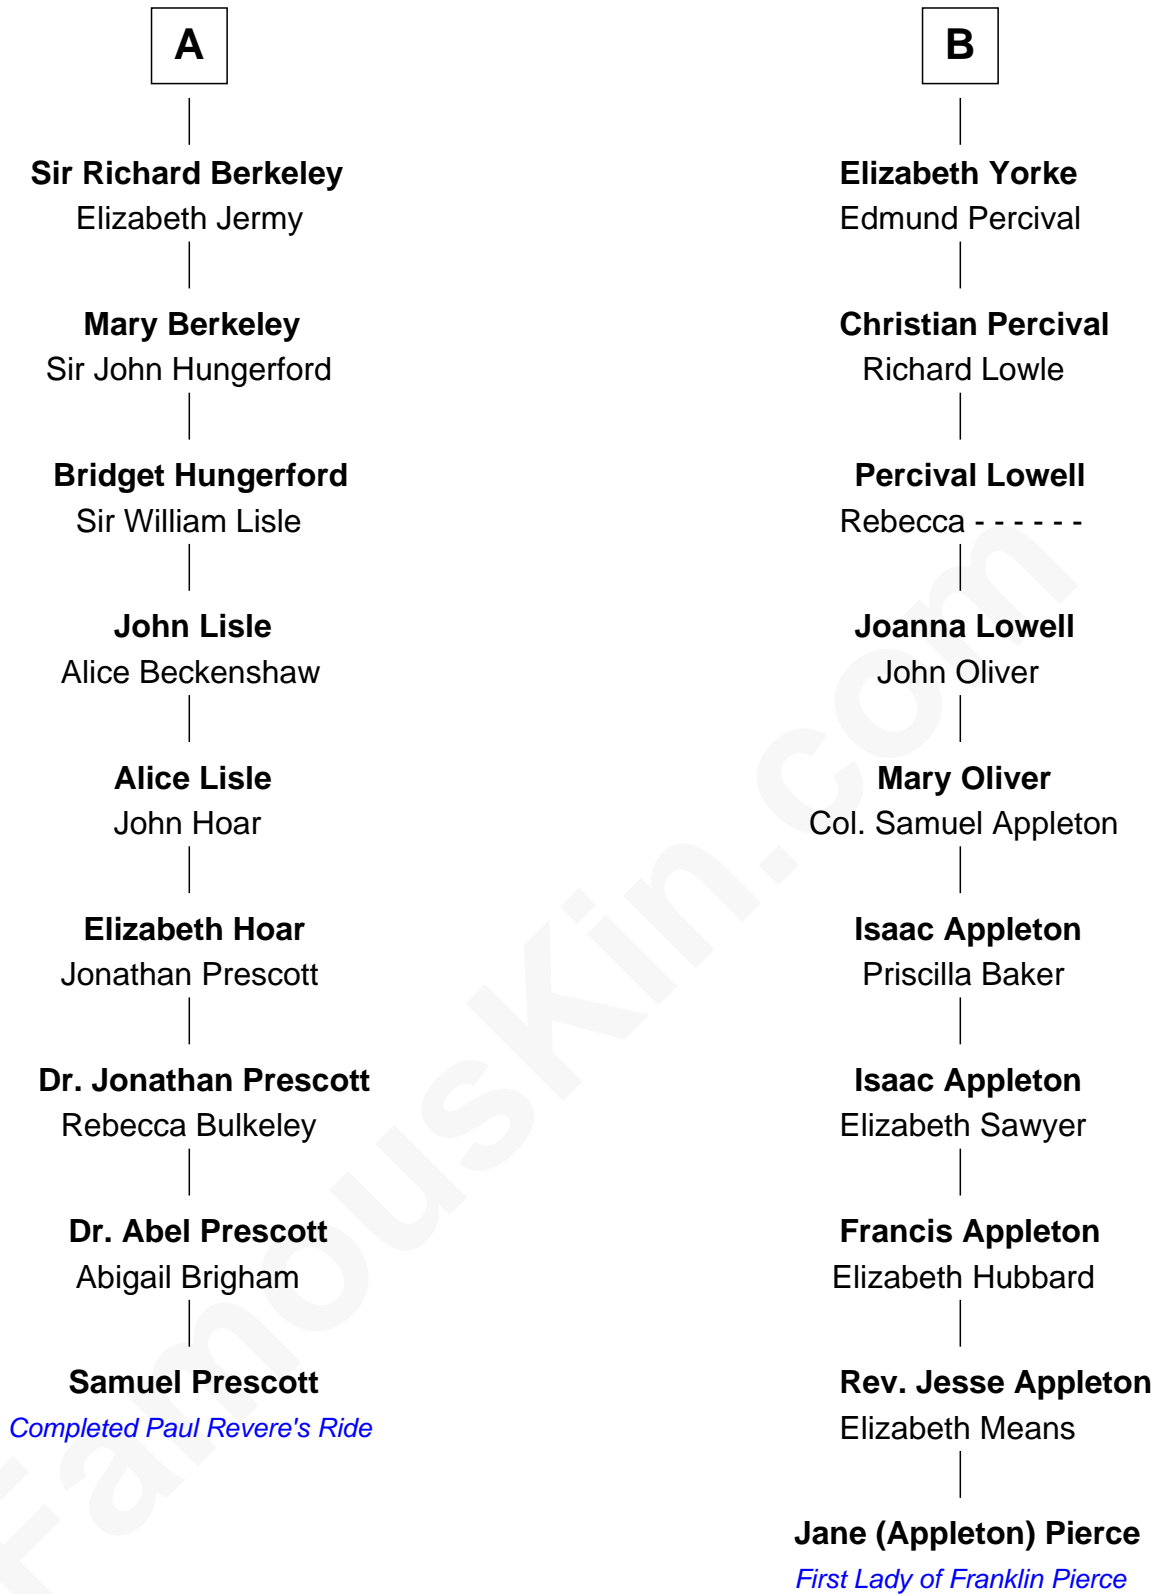 A
Sir Richard Berkeley
Elizabeth Jermy
Mary Berkeley
Sir John Hungerford
Bridget Hungerford
Sir William Lisle
John Lisle
Alice Beckenshaw
Alice Lisle
John Hoar
Elizabeth Hoar
Jonathan Prescott
Dr. Jonathan Prescott
Rebecca Bulkeley
Dr. Abel Prescott
Abigail Brigham
Samuel Prescott
Completed Paul Revere's Ride
B
Elizabeth Yorke
Edmund Percival
Christian Percival
Richard Lowle
Percival Lowell
Rebecca - - - - - -
Joanna Lowell
John Oliver
Mary Oliver
Col. Samuel Appleton
Isaac Appleton
Priscilla Baker
Isaac Appleton
Elizabeth Sawyer
Francis Appleton
Elizabeth Hubbard
Rev. Jesse Appleton
Elizabeth Means
Jane (Appleton) Pierce
First Lady of Franklin Pierce
FamousKin.com